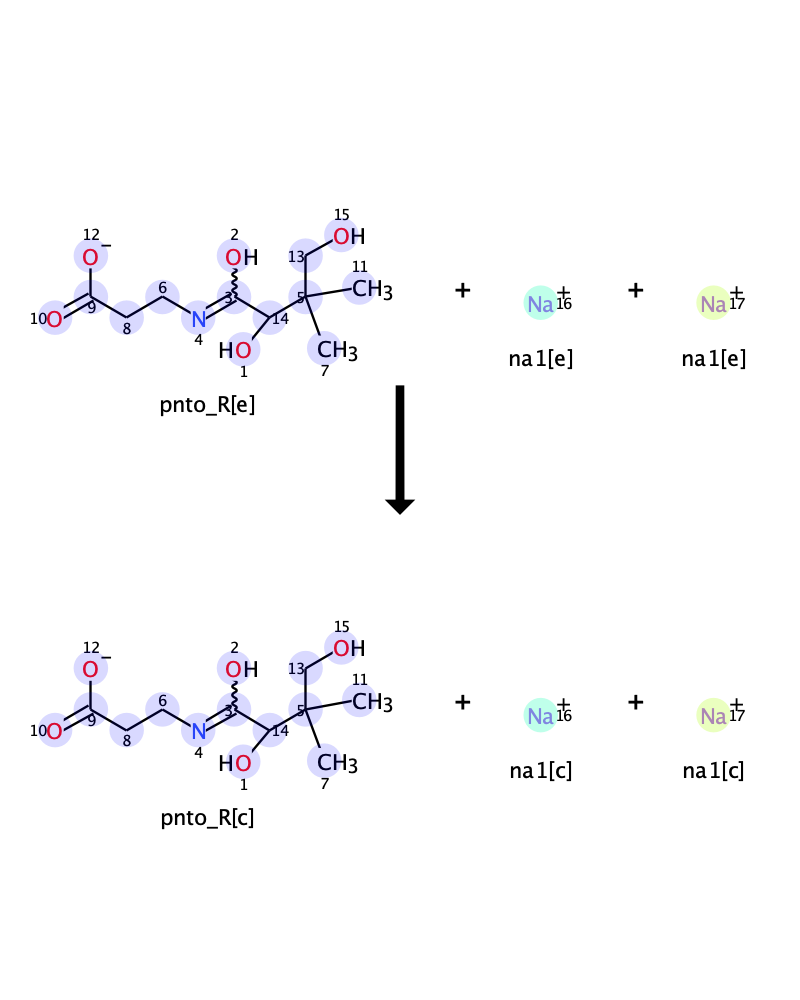 15
12 − 2 OH
O OH 13 11
6 CH3
9 3 5 + Na + 16 + Na + 17
10 O 8 N 14
4 HO CH3
1 7
na1[e] na1[e]
pnto_R[e]
15
12 − 2 OH
O OH 13 11
6 CH3
9 3 5 + Na + 16 + Na + 17
10 O 8 N 14
4 HO CH3
1 7
na1[c] na1[c]
pnto_R[c]